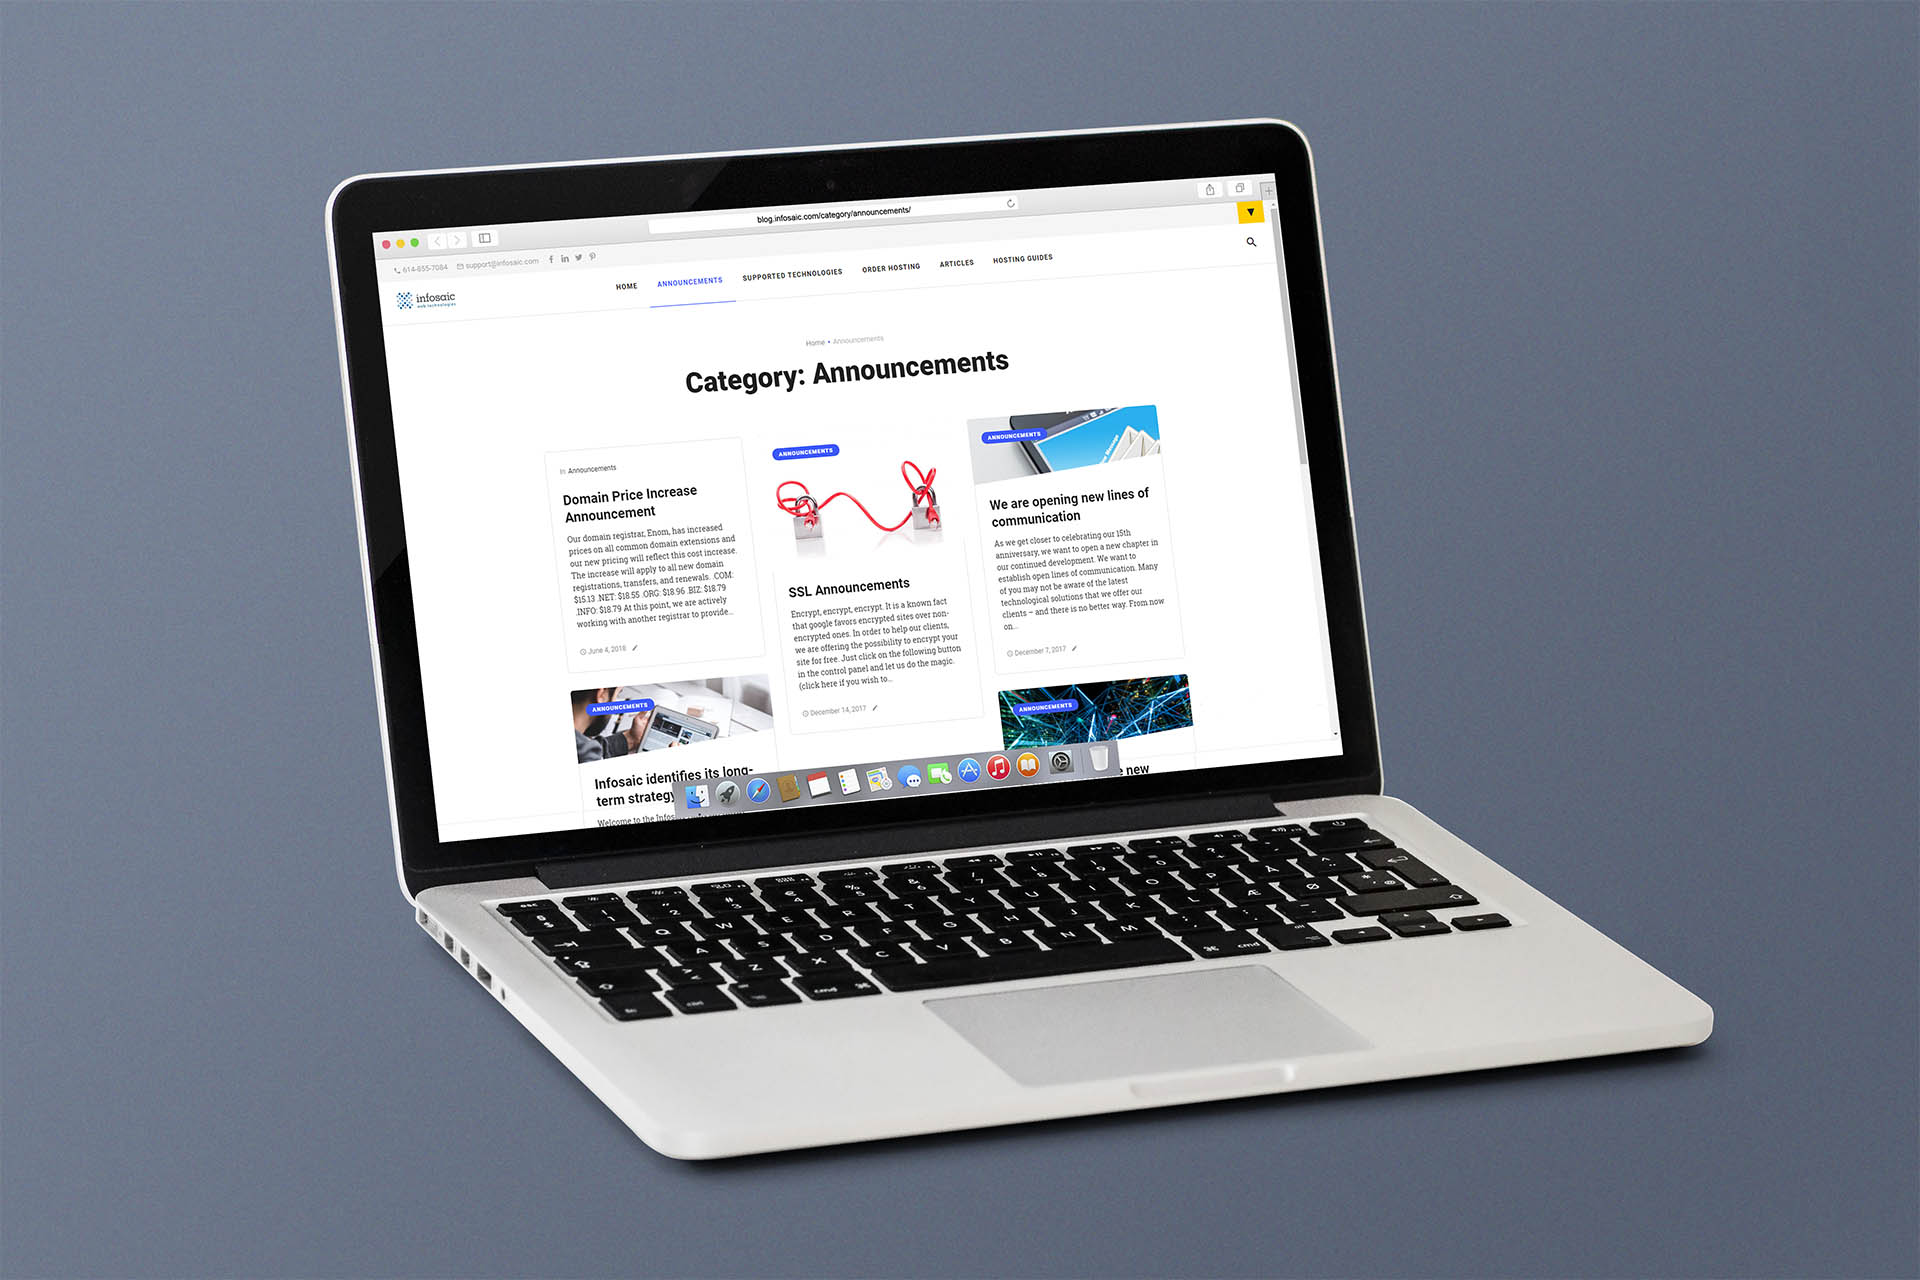 blog.infosaic.com/category/announcements/
614-855-7084 support@infosaic.com
infosaic
web technologies
HOME ANNOUNCEMENTS SUPPORTED TECHNOLOGIES ORDER HOSTING ARTICLES HOSTING GUIDES
Home • Announcements
Category: Announcements
In Announcements
Domain Price Increase
Announcement
Our domain registrar, Enom, has increased
prices on all common domain extensions and
our new pricing will reflect this cost increase.
The increase will apply to all new domain
registrations, transfers, and renewals. .COM:
$15.13 .NET: $18.55 .ORG: $18.96 .BIZ: $18.79
.INFO: $18.79 At this point, we are actively
working with another registrar to provide...
June 4, 2018
ANNOUNCEMENTS
SSL Announcements
Encrypt, encrypt, encrypt. It is a known fact
that google favors encrypted sites over non-
encrypted ones. In order to help our clients,
we are offering the possibility to encrypt your
site for free. Just click on the following button
in the control panel and let us do the magic.
(click here if you wish to...
December 14, 2017
ANNOUNCEMENTS
Message
We are opening new lines of
communication
As we get closer to celebrating our 15th
anniversary, we want to open a new chapter in
our continued development. We want to
establish open lines of communication. Many
of you may not be aware of the latest
technological solutions that we offer our
clients – and there is no better way. From now
on...
December 7, 2017
ANNOUNCEMENTS
Infosaic identifies its long-
term strategy
Welcome to the
ANNOUNCEMENTS
new
esc
Q W E R T Y U I O P Å
A S D F G H J K L Æ Ø
Z X C V B N M
fn ctrl cmd ⌘ ⌘ cmd